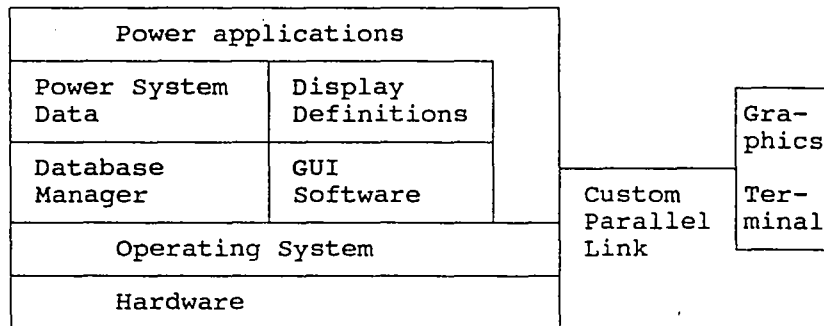 Power applications
Power System
Data
Display
Definitions
Database
Manager
GUI
Software
Operating System
Hardware
Custom
Parallel
Link
Gra-
phics
Ter-
minal